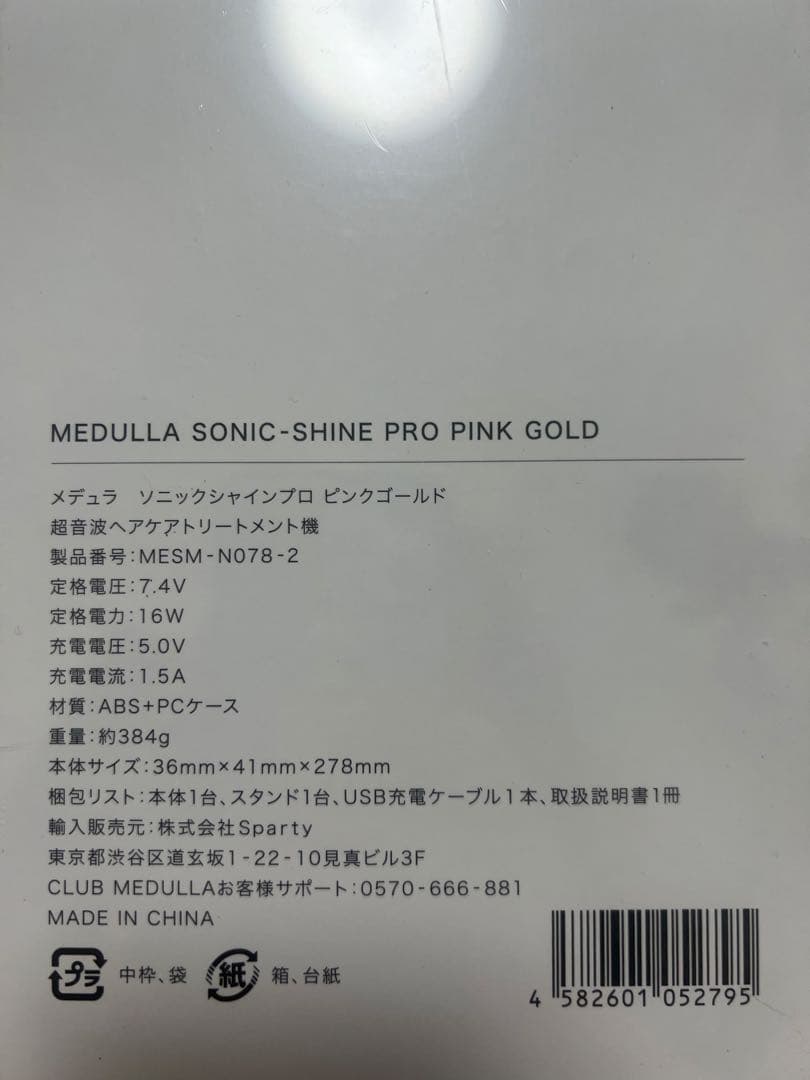 MEDULLA SONIC-SHINE PRO PINK GOLD
メデュラ　ソニックシャインプロ ピンクゴールド
超音波ヘアケアトリートメント機
製品番号:MESM-N078-2
定格電圧:7.4V
定格電力:16W
充電電圧:5.0V
充電電流:1.5A
材質:ABS+PCケース
重量:約384g
本体サイズ:36mm×41mm×278mm
梱包リスト:本体1台、スタンド1台、USB充電ケーブル1本、取扱説明書1冊
輸入販売元:株式会社Sparty
東京都渋谷区道玄坂1-22-10見真ビル3F
CLUB MEDULLAお客様サポート:0570-666-881
MADE IN CHINA
プラ 中枠、袋 紙 箱、台紙
4 582601 052795